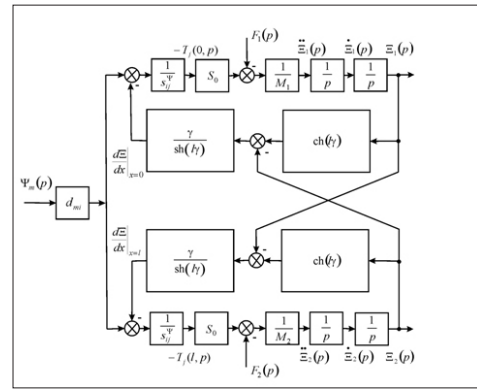 −T_j(0, p) F₁(p) Ξ̈₁(p) Ξ̇₁(p) Ξ₁(p)
1/s_ij^Ψ S₀ 1/M₁ 1/p 1/p
γ/sh(lγ) ch(lγ)
dΞ/dx|x=0
Ψ_m(p)
d_mi
dΞ/dx|x=l
γ/sh(lγ) ch(lγ)
1/s_ij^Ψ S₀ 1/M₂ 1/p 1/p
−T_j(l, p) F₂(p) Ξ̈₂(p) Ξ̇₂(p) Ξ₂(p)